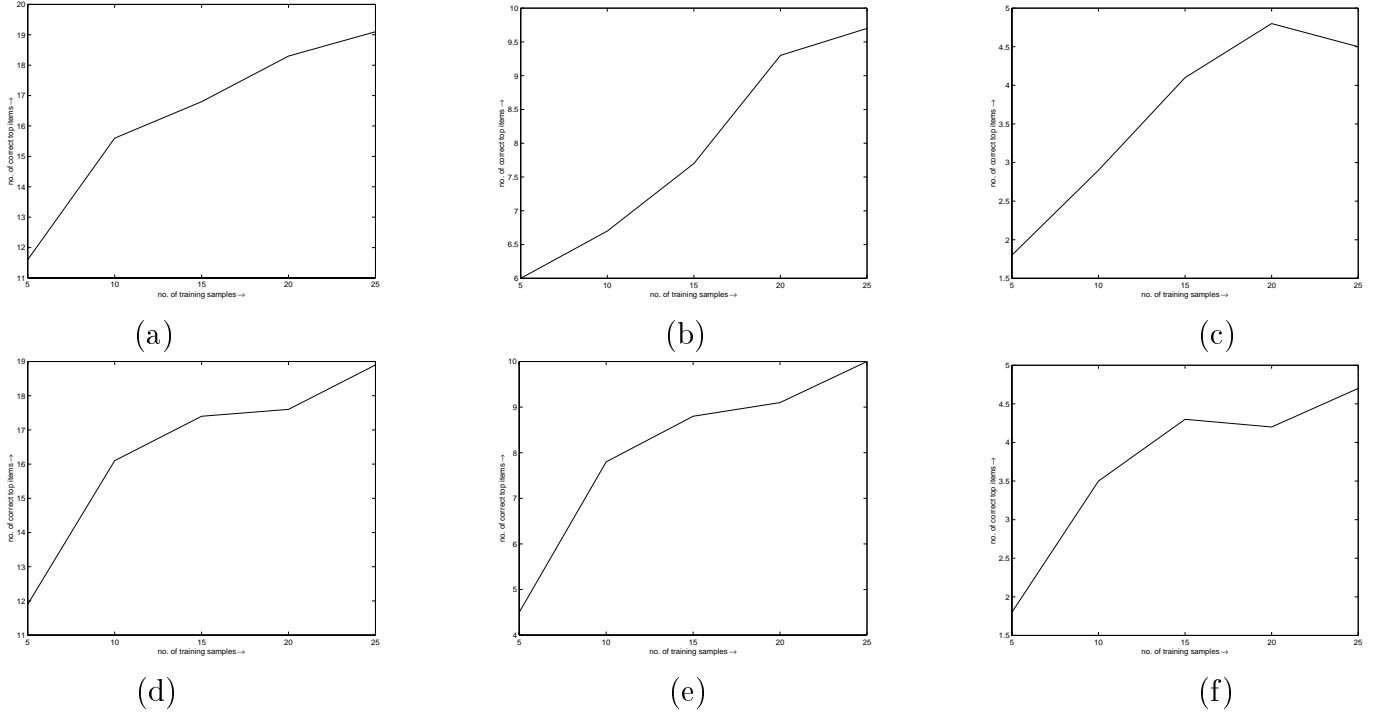 20
19
18
17
16
15
14
13
12
11
no. of correct top items →
5 10 15 20 25
no. of training samples →
(a)
10
9.5
9
8.5
8
7.5
7
6.5
6
no. of correct top items →
5 10 15 20 25
no. of training samples →
(b)
5
4.5
4
3.5
3
2.5
2
1.5
no. of correct top items →
5 10 15 20 25
no. of training samples →
(c)
19
18
17
16
15
14
13
12
11
no. of correct top items →
5 10 15 20 25
no. of training samples →
(d)
10
9
8
7
6
5
4
no. of correct top items →
5 10 15 20 25
no. of training samples →
(e)
5
4.5
4
3.5
3
2.5
2
1.5
no. of correct top items →
5 10 15 20 25
no. of training samples →
(f)